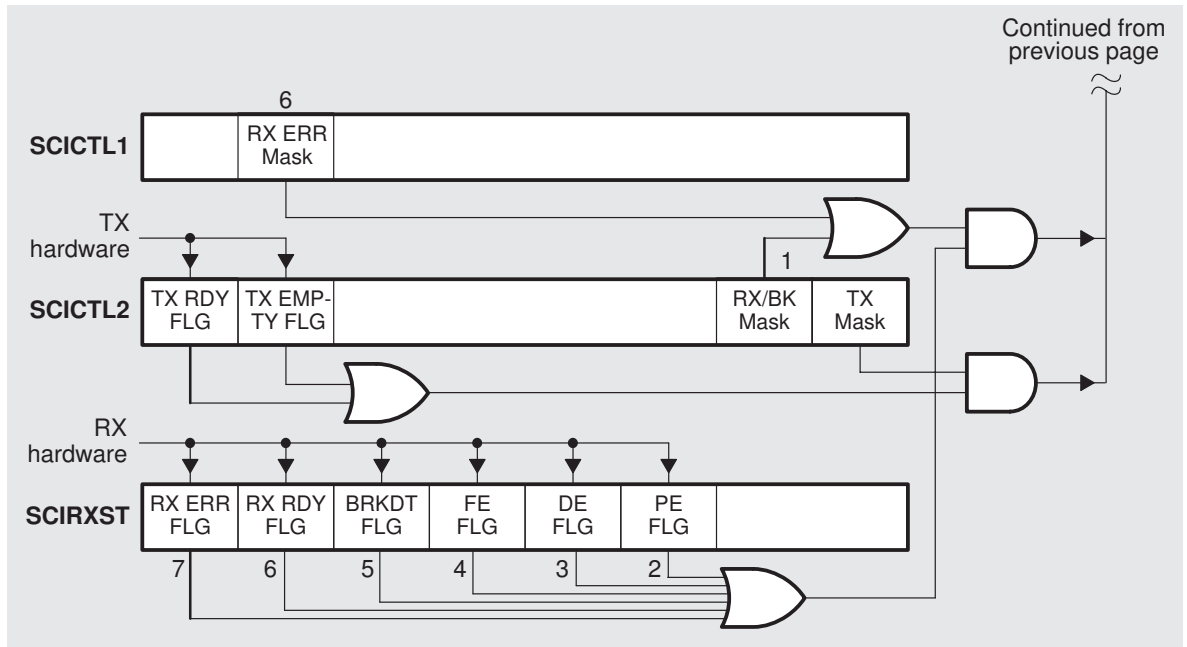 Continued from
previous page
6
SCICTL1
RX ERR
Mask
TX
hardware
1
SCICTL2
TX RDY
FLG
TX EMP-
TY FLG
RX/BK
Mask
TX
Mask
RX
hardware
SCIRXST
RX ERR
FLG
RX RDY
FLG
BRKDT
FLG
FE
FLG
DE
FLG
PE
FLG
7
6
5
4
3
2